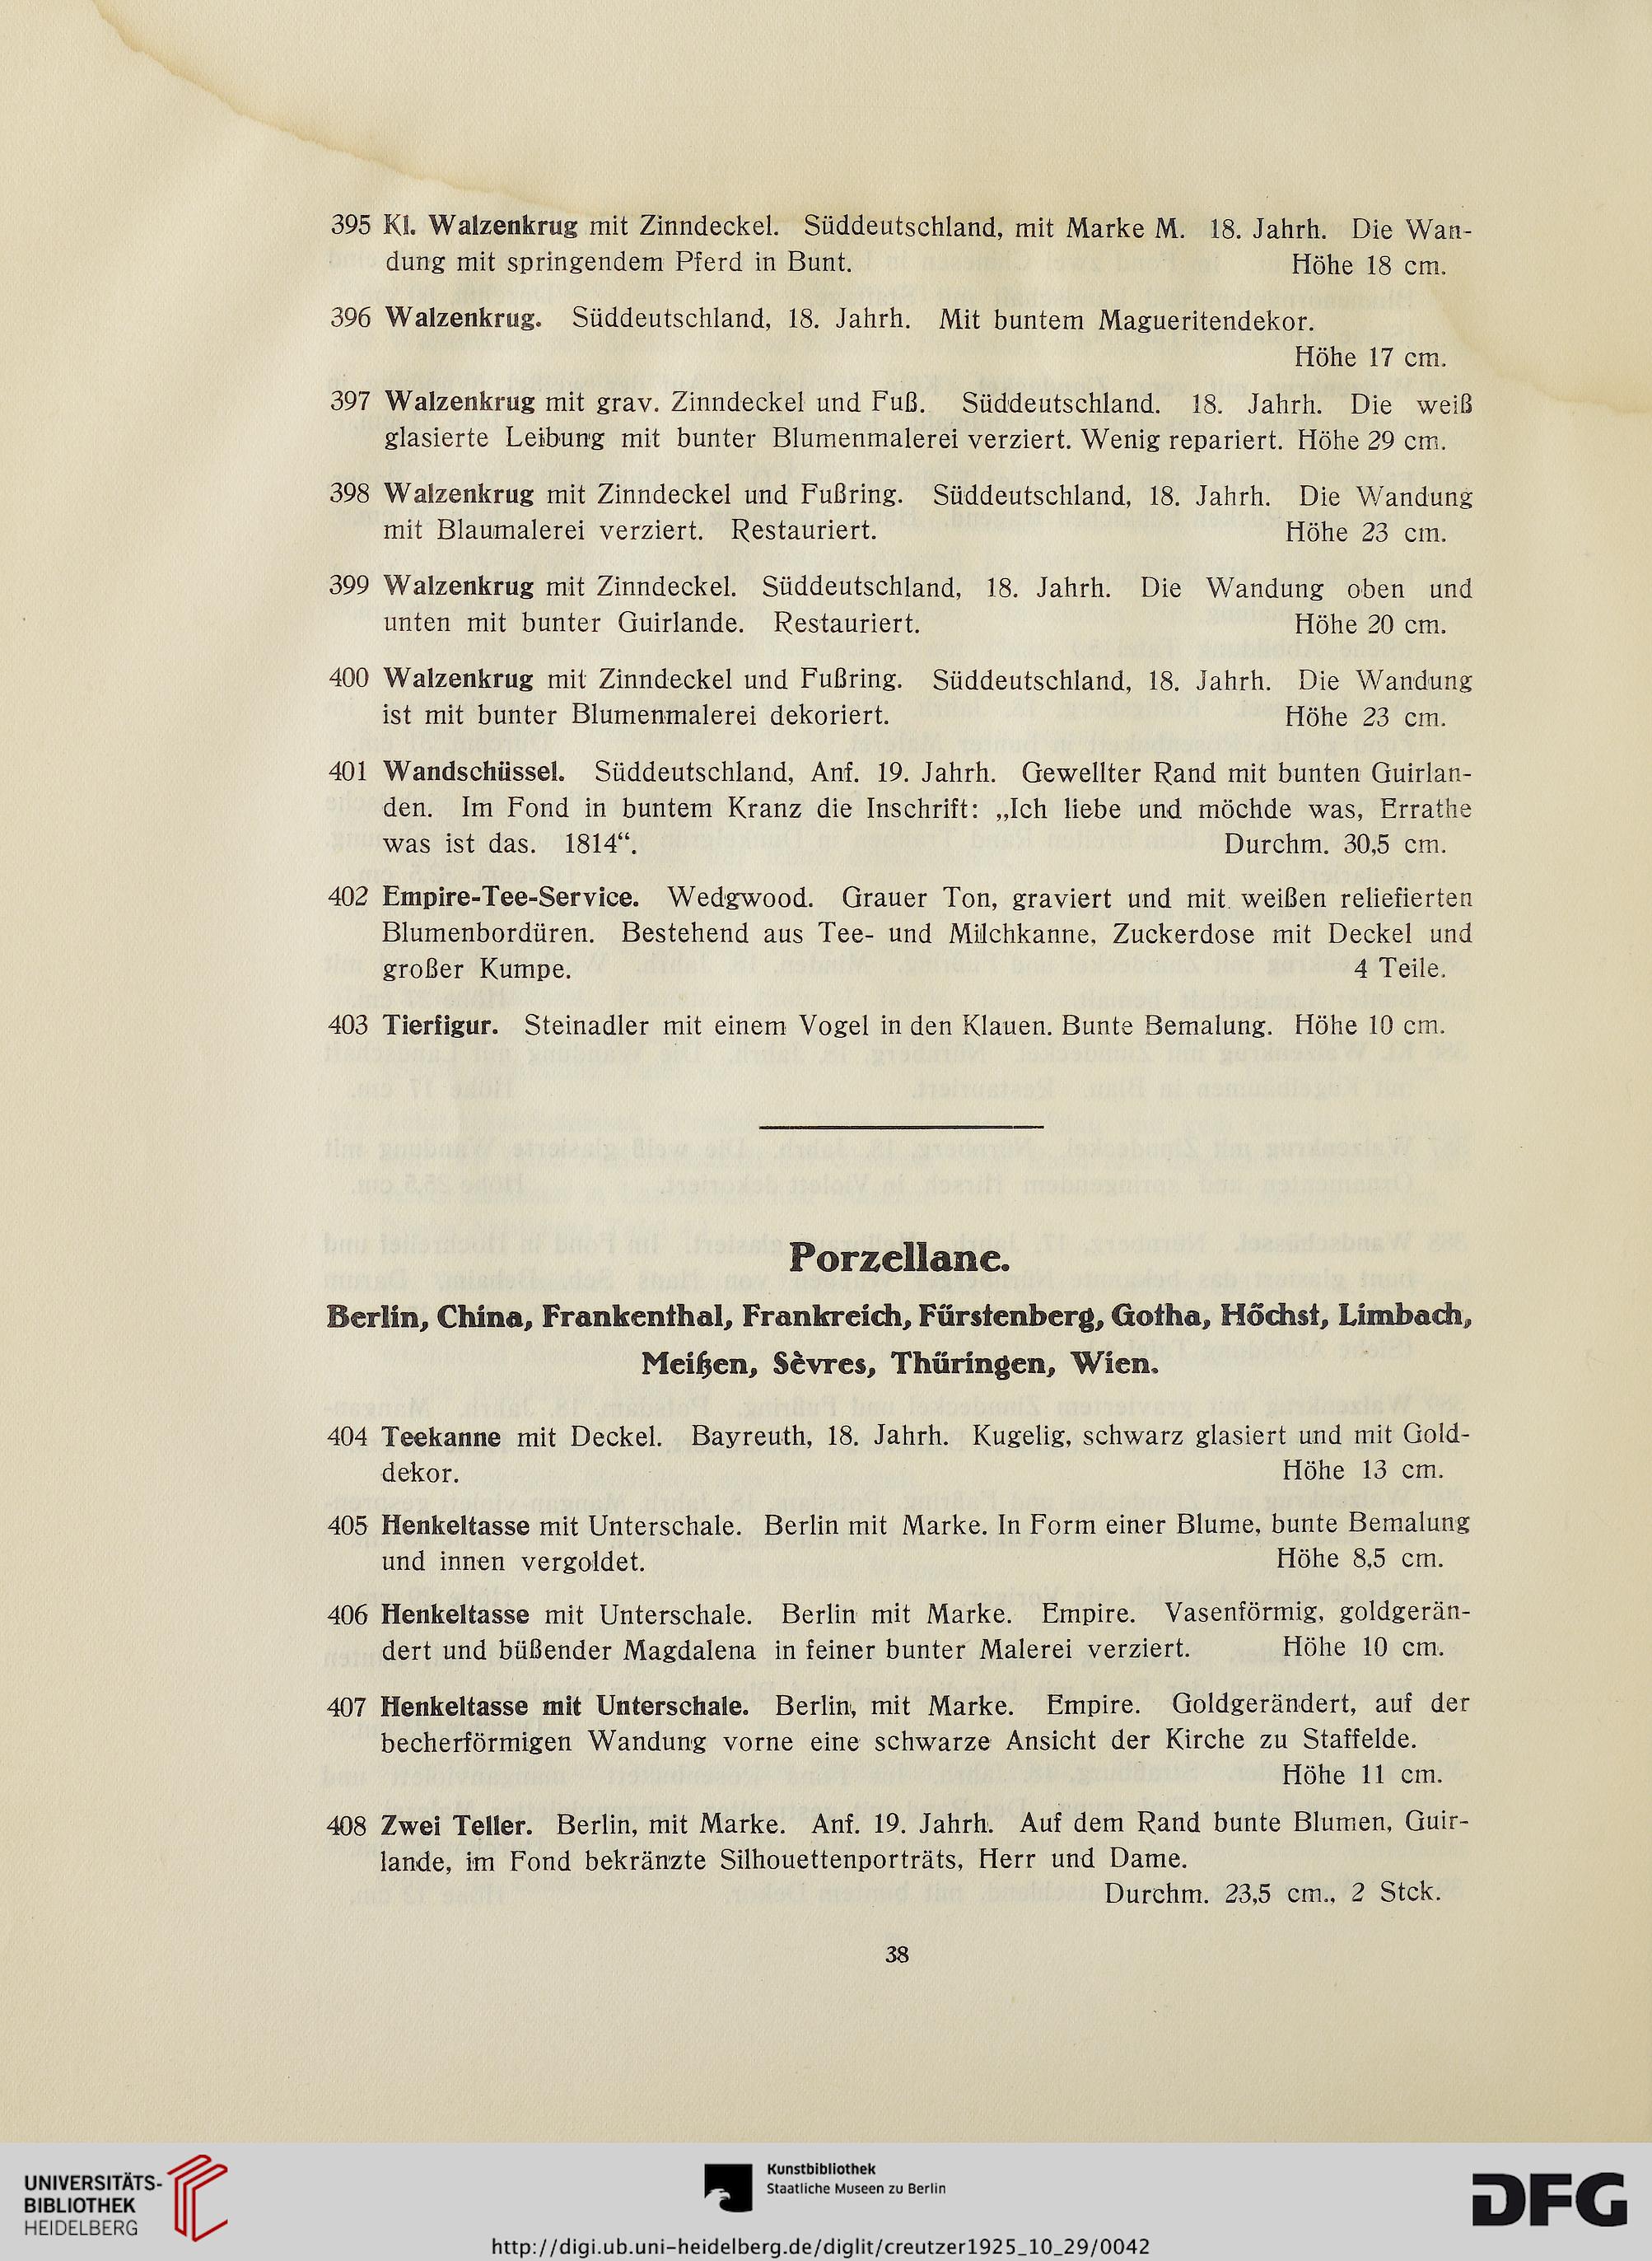 395 Kl. Walzenkrug mit Zinndeckel. Süddeutschland, mit Marke M. 18. Jahrh. Die Wan-
dung mit springendem Pferd in Bunt. Höhe 18 cm.
396 Walzenkrug. Süddeutschland, 18. Jahrh. Mit buntem Magueritendekor.
Höhe 17 cm.
397 Walzenkrug mit grav. Zinndeckel und Fuß. Süddeutschland. 18. Jahrh. Die weiß
glasierte Leibung mit bunter Blumenmalerei verziert. Wenig repariert. Höhe 29 cm.
398 Walzenkrug mit Zinndeckel und Fußring. Süddeutschland, 18. Jahrh. Die Wandung
mit Blaumalerei verziert. Restauriert. Höhe 23 cm.
399 Walzenkrug mit Zinndeckel. Süddeutschland, 18. Jahrh. Die Wandung oben und
unten mit bunter Guirlande. Restauriert. Höhe 20 cm.
400 Walzenkrug mit Zinndeckel und Fußring. Süddeutschland, 18. Jahrh. Die Wandung
ist mit bunter Blumenmalerei dekoriert. Höhe 23 cm.
401 Wandschüssel. Süddeutschland, Anf. 19. Jahrh. Gewellter Rand mit bunten Guirlan-
den. Im Fond in buntem Kranz die Inschrift: „Ich liebe und möchde was, Errathe
was ist das. 1814“. Durchm. 30,5 cm.
402 Empire-Tee-Service. Wedgwood. Grauer Ton, graviert und mit weißen reliefierten
Blumenbordüren. Bestehend aus Tee- und Milchkanne, Zuckerdose mit Deckel und
großer Kumpe. 4 Teile.
403 Tierfigur. Steinadler mit einem Vogel in den Klauen. Bunte Bemalung. Höhe 10 cm.
Porzellane.
Berlin, China, Frankenthal, Frankreich, Fürstenberg, Gotha, Höchst, Limbach,
Meißen, Sèvres, Thüringen, Wien.
404 Teekanne mit Deckel. Bayreuth, 18. Jahrh. Kugelig, schwarz glasiert und mit Gold-
dekor. Höhe 13 cm.
405 Henkeltasse mit Unterschale. Berlin mit Marke. In Form einer Blume, bunte Bemalung
und innen vergoldet. Höhe 8,5 cm.
406 Henkeltasse mit Unterschale. Berlin mit Marke. Empire. Vasenförmig, goldgerän-
dert und büßender Magdalena in feiner bunter Malerei verziert. Höhe 10 cm.
407 Henkeltasse mit Unterschale. Berlin, mit Marke. Empire. Goldgerändert, auf der
becherförmigen Wandung vorne eine schwarze Ansicht der Kirche zu Staffelde.
Höhe 11 cm.
408 Zwei Teller. Berlin, mit Marke. Anf. 19. Jahrh. Auf dem Rand bunte Blumen, Guir-
lande, im Fond bekränzte Silhouettenporträts, Herr und Dame.
Durchm. 23,5 cm., 2 Stck.
38
UNIVERSITÄTS-
BIBLIOTHEK
HEIDELBERG
Kunstbibliothek
Staatliche Museen zu Berlin
DFG
http://digi.ub.uni-heidelberg.de/diglit/creutzer1925_10_29/0042